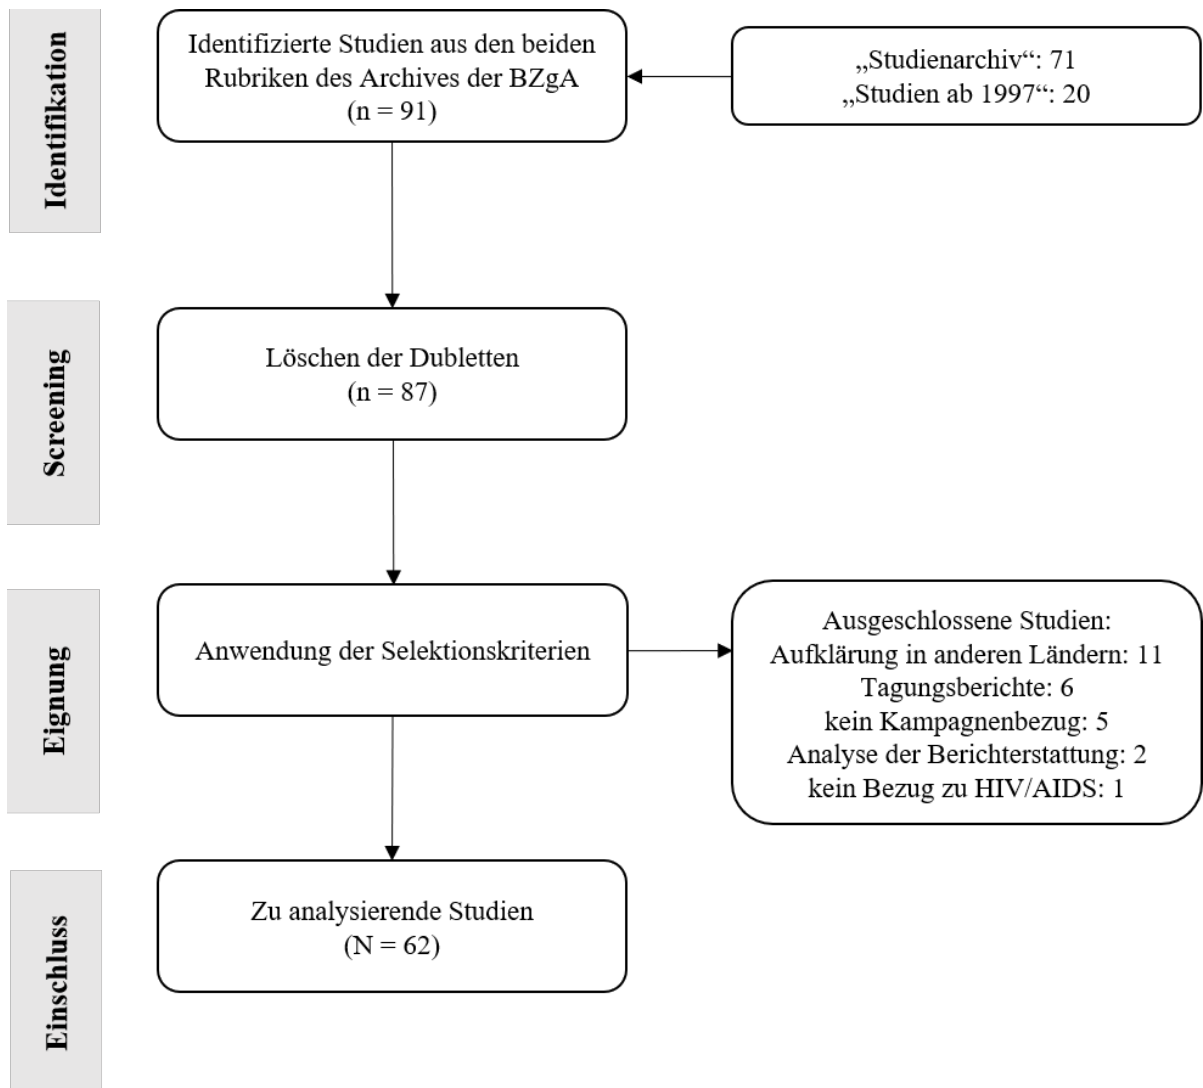 Identifikation
Identifizierte Studien aus den beiden
Rubriken des Archives der BZgA
(n = 91)
„Studienarchiv“: 71
„Studien ab 1997“: 20
Screening
Löschen der Dubletten
(n = 87)
Eignung
Anwendung der Selektionskriterien
Ausgeschlossene Studien:
Aufklärung in anderen Ländern: 11
Tagungsberichte: 6
kein Kampagnenbezug: 5
Analyse der Berichterstattung: 2
kein Bezug zu HIV/AIDS: 1
Einschluss
Zu analysierende Studien
(N = 62)